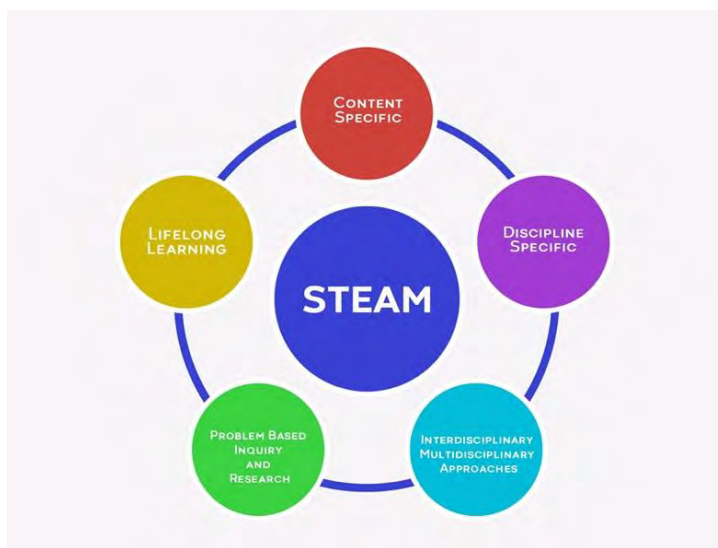 CONTENT
SPECIFIC
DISCIPLINE
SPECIFIC
INTERDISCIPLINARY
MULTIDISCIPLINARY
APPROACHES
PROBLEM BASED
INQUIRY
AND
RESEARCH
LIFELONG
LEARNING
STEAM